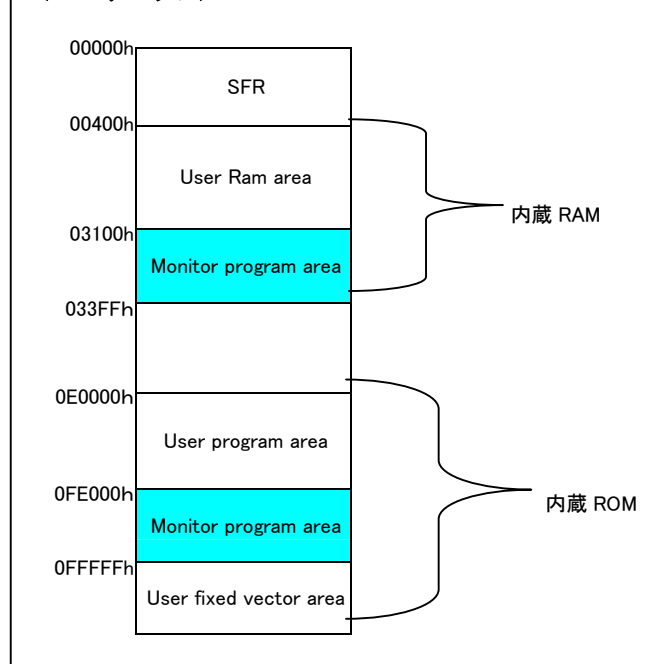 00000h
SFR
00400h
User Ram area
内蔵 RAM
03100h
Monitor program area
033FFh
0E0000h
User program area
0FE000h
内蔵 ROM
Monitor program area
0FFFFFh
User fixed vector area